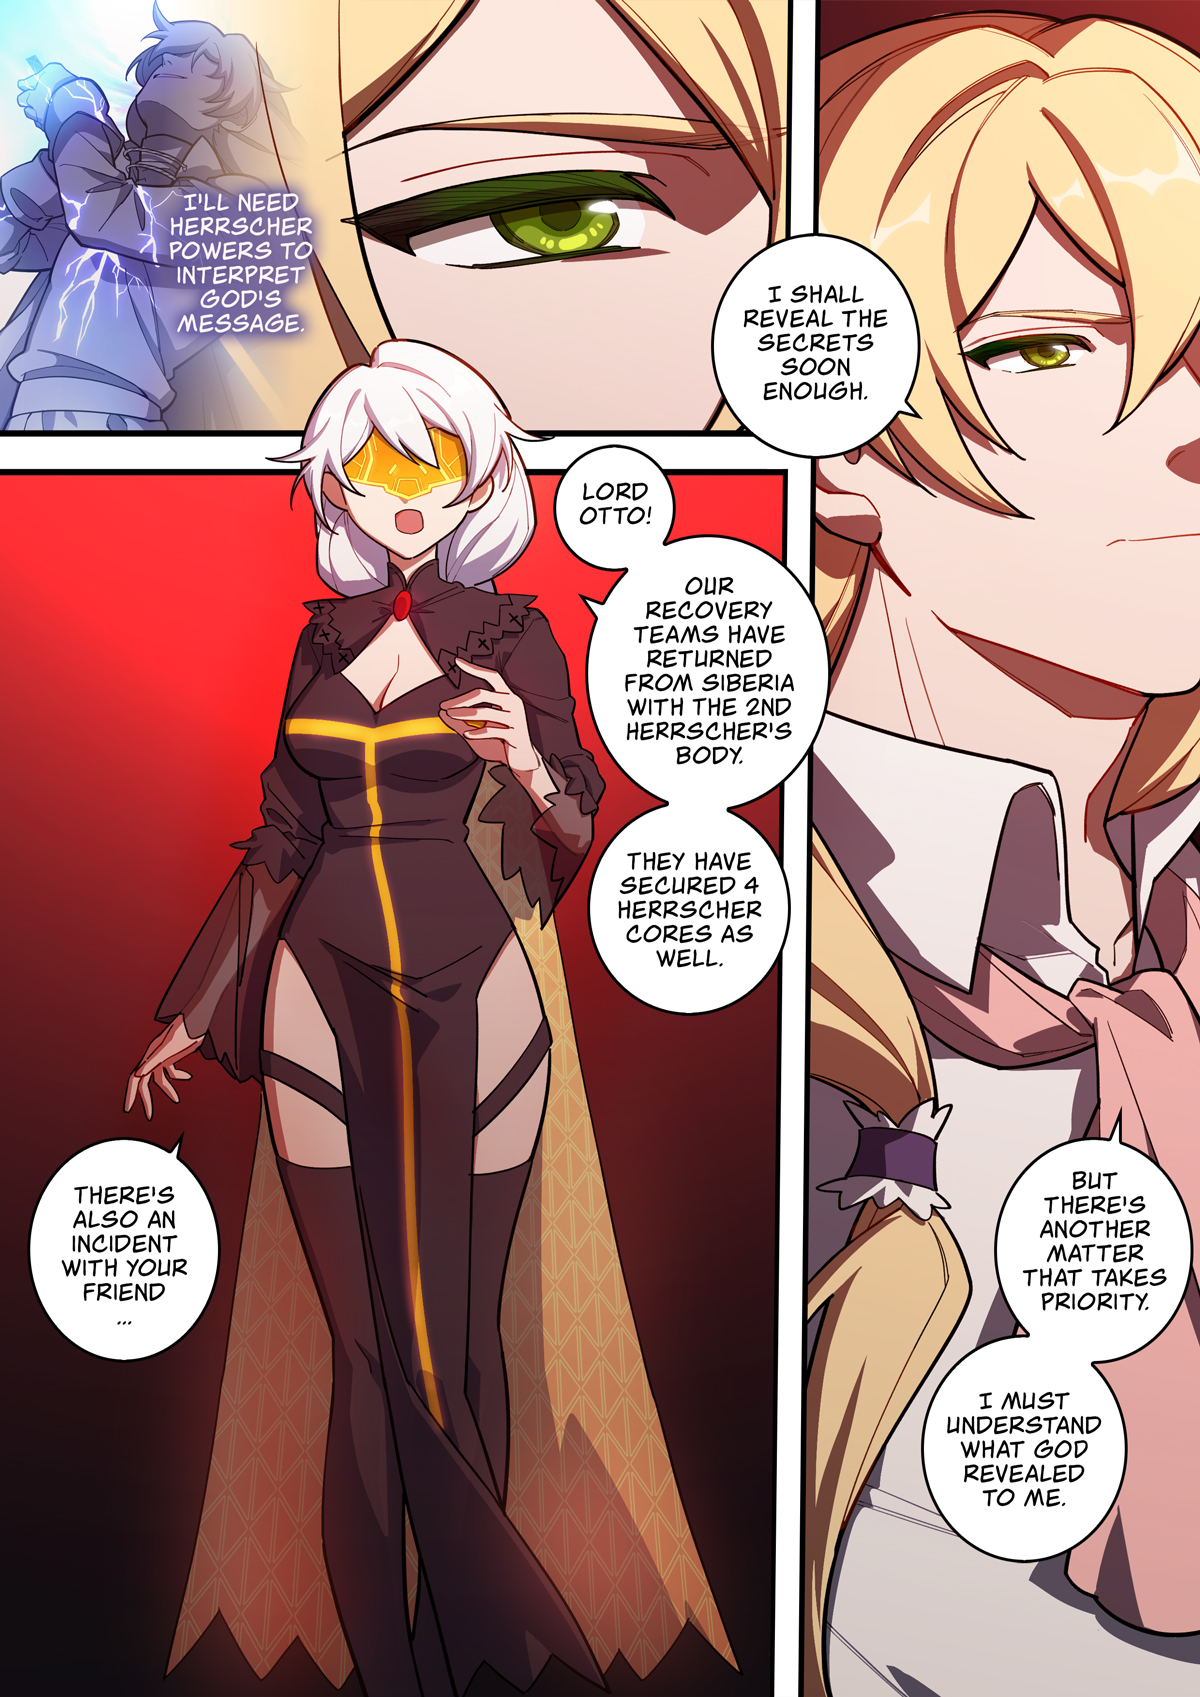 I SHALL
REVEAL THE
SECRETS
SOON
ENOUGH.
BUT
THERE'S
ANOTHER
MATTER
THAT TAKES
PRIORITY.
I MUST
UNDERSTAND
WHAT GOD
REVEALED
TO ME.
I'LL NEED
HERRSCHER
POWERS TO
INTERPRET
GOD'S
MESSAGE.
LORD
OTTO!
OUR
RECOVERY
TEAMS HAVE
RETURNED
FROM SIBERIA
WITH THE 2ND
HERRSCHER'S
BODY.
THEY HAVE
SECURED 4
HERRSCHER
CORES AS
WELL.
THERE'S
ALSO AN
INCIDENT
WITH YOUR
FRIEND
...